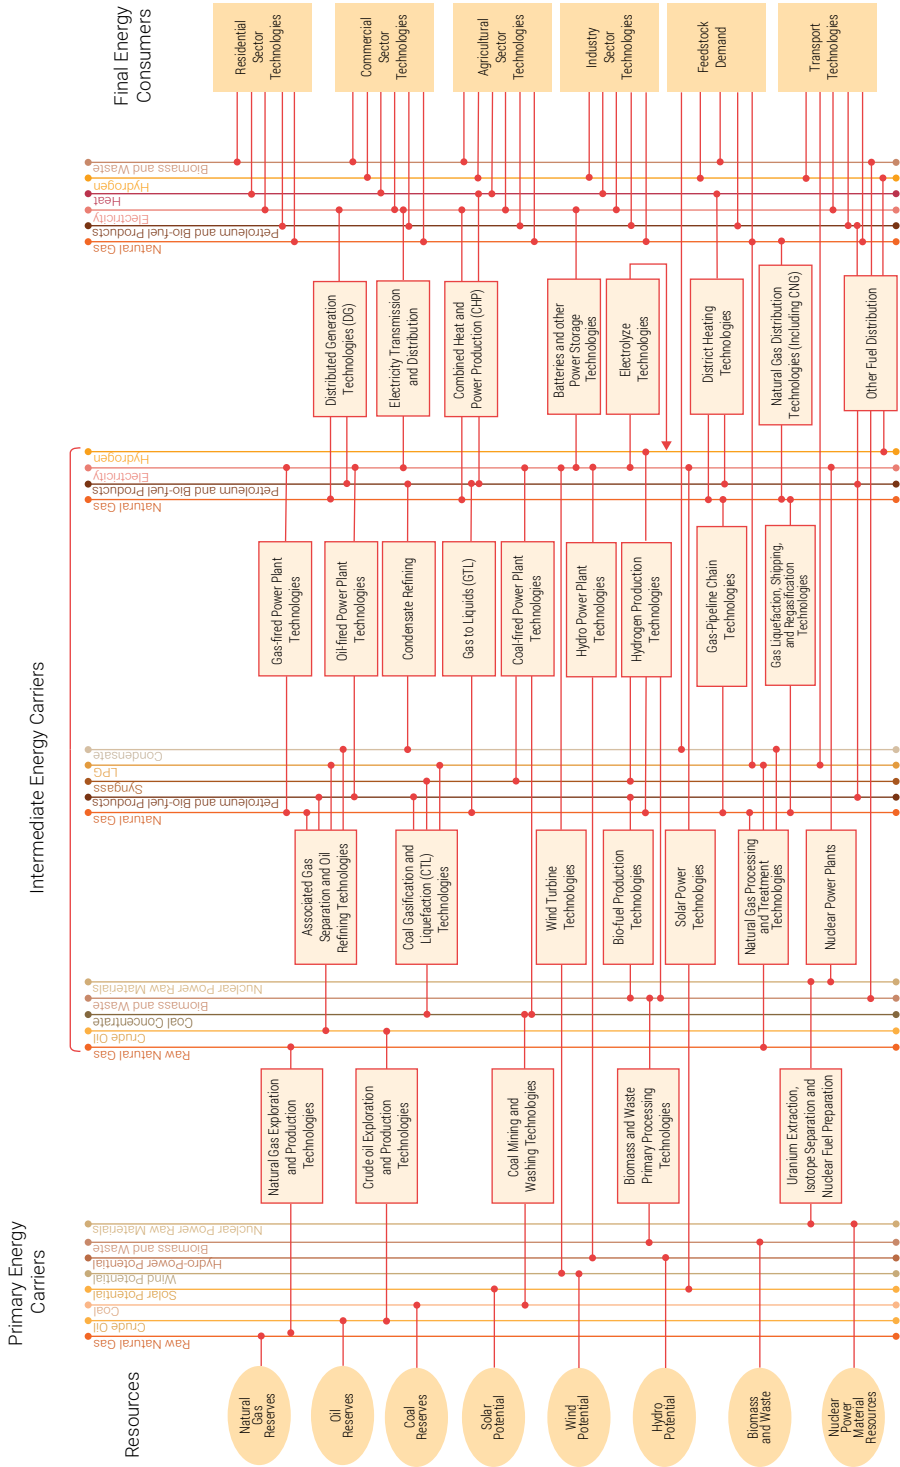 Final Energy
Consumers
Residential
Sector
Technologies
Commercial
Sector
Technologies
Agricultural
Sector
Technologies
Industry
Sector
Technologies
Feedstock
Demand
Transport
Technologies
Biomass and Waste
Hydrogen
Heat
Electricity
Petroleum and Bio-fuel Products
Natural Gas
Distributed Generation
Technologies (DG)
Electricity Transmission
and Distribution
Combined Heat and
Power Production (CHP)
Batteries and other
Power Storage
Technologies
Electrolyze
Technologies
District Heating
Technologies
Natural Gas Distribution
Technologies (Including CNG)
Other Fuel Distribution
Intermediate Energy Carriers
Hydrogen
Electricity
Petroleum and Bio-fuel Products
Natural Gas
Gas-fired Power Plant
Technologies
Oil-fired Power Plant
Technologies
Condensate Refining
Gas to Liquids (GTL)
Coal-fired Power Plant
Technologies
Hydro Power Plant
Technologies
Hydrogen Production
Technologies
Gas-Pipeline Chain
Technologies
Gas Liquefaction, Shipping,
and Regasification
Technologies
Condensate
LPG
Syngass
Petroleum and Bio-fuel Products
Natural Gas
Associated Gas
Separation and Oil
Refining Technologies
Coal Gasification and
Liquefaction (CTL)
Technologies
Wind Turbine
Technologies
Bio-fuel Production
Technologies
Solar Power
Technologies
Natural Gas Processing
and Treatment
Technologies
Nuclear Power Plants
Nuclear Power Raw Materials
Biomass and Waste
Coal Concentrate
Crude Oil
Raw Natural Gas
Natural Gas Exploration
and Production
Technologies
Crude oil Exploration
and Production
Technologies
Coal Mining and
Washing Technologies
Biomass and Waste
Primary Processing
Technologies
Uranium Extraction,
Isotope Separation and
Nuclear Fuel Preparation
Primary Energy
Carriers
Nuclear Power Raw Materials
Biomass and Waste
Hydro-Power Potential
Wind Potential
Solar Potential
Coal
Crude Oil
Raw Natural Gas
Resources
Natural
Gas
Reserves
Oil
Reserves
Coal
Reserves
Solar
Potential
Wind
Potential
Hydro
Potential
Biomass
and Waste
Nuclear
Power
Material
Resources